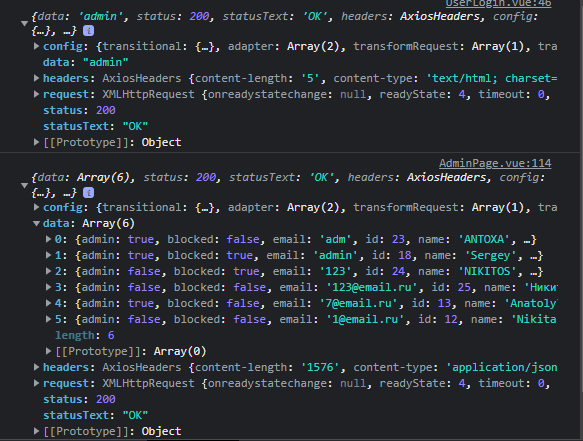 UserLogin.vue:46
{data: 'admin', status: 200, statusText: 'OK', headers: AxiosHeaders, config:
{…}, …} i
config: {transitional: {…}, adapter: Array(2), transformRequest: Array(1), tra
data: "admin"
headers: AxiosHeaders {content-length: '5', content-type: 'text/html; charset=
request: XMLHttpRequest {onreadystatechange: null, readyState: 4, timeout: 0,
status: 200
statusText: "OK"
[[Prototype]]: Object
AdminPage.vue:114
{data: Array(6), status: 200, statusText: 'OK', headers: AxiosHeaders, config:
{…}, …} i
config: {transitional: {…}, adapter: Array(2), transformRequest: Array(1), tra
data: Array(6)
0: {admin: true, blocked: false, email: 'adm', id: 23, name: 'ANTOXA', …}
1: {admin: true, blocked: true, email: 'admin', id: 18, name: 'Sergey', …}
2: {admin: false, blocked: true, email: '123', id: 24, name: 'NIKITOS', …}
3: {admin: false, blocked: false, email: '123@email.ru', id: 25, name: 'Ники
4: {admin: true, blocked: true, email: '7@email.ru', id: 13, name: 'Anatoly
5: {admin: false, blocked: false, email: '1@email.ru', id: 12, name: 'Nikita
length: 6
[[Prototype]]: Array(0)
headers: AxiosHeaders {content-length: '1576', content-type: 'application/json
request: XMLHttpRequest {onreadystatechange: null, readyState: 4, timeout: 0,
status: 200
statusText: "OK"
[[Prototype]]: Object